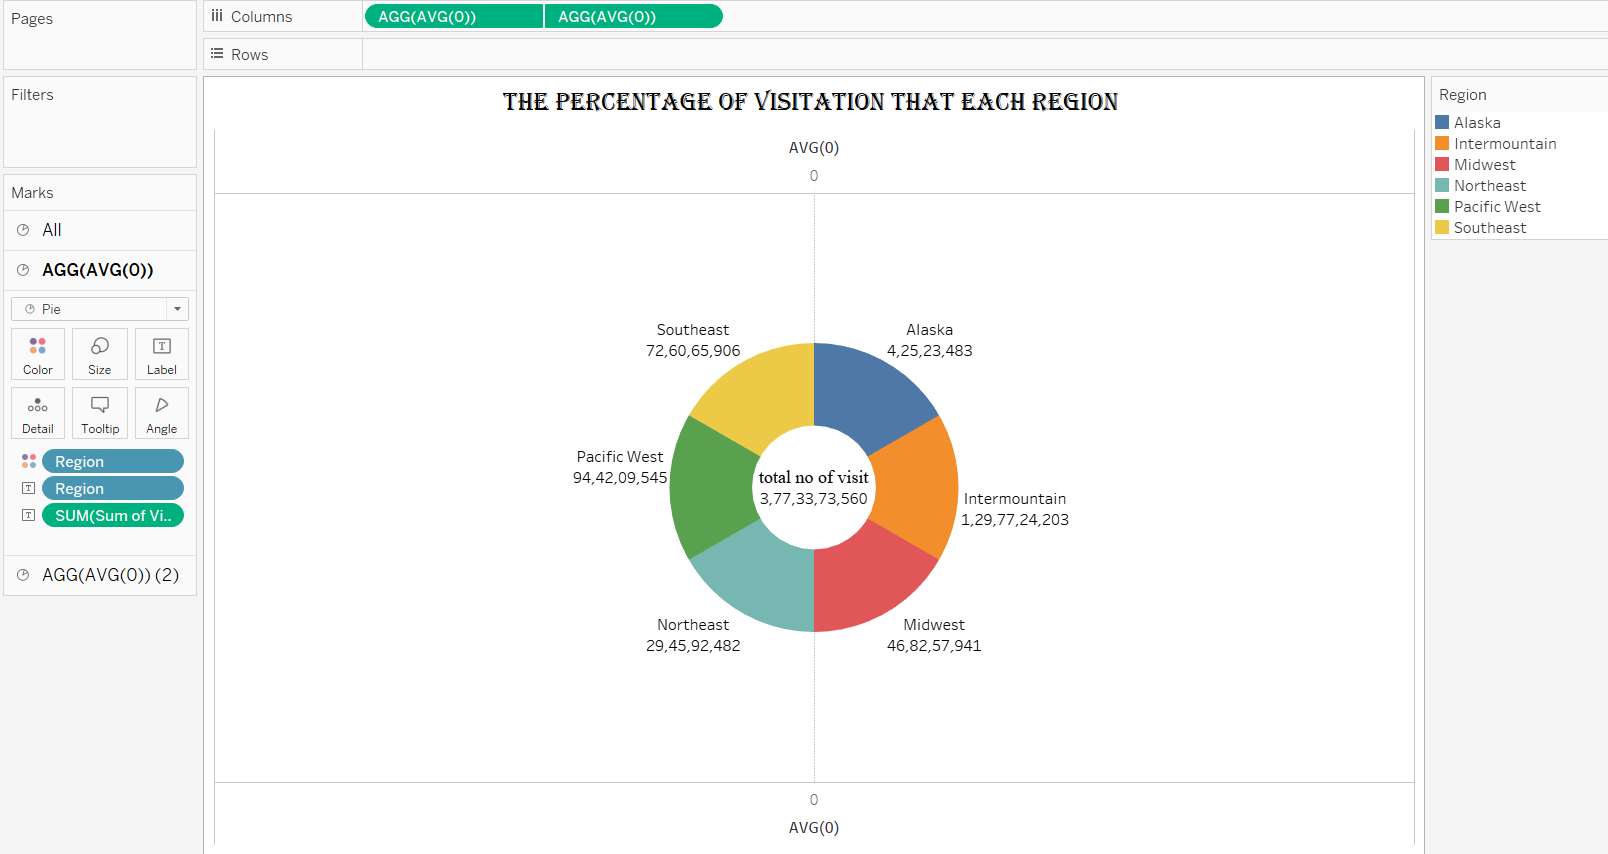 Pages
Columns
AGG(AVG(0)) AGG(AVG(0))
Rows
Filters
Marks
All
AGG(AVG(0))
Pie
Color Size Label
Detail Tooltip Angle
Region
Region
SUM(Sum of Vi..
AGG(AVG(0)) (2)
THE PERCENTAGE OF VISITATION THAT EACH REGION
AVG(0)
0
Southeast
72,60,65,906
Alaska
4,25,23,483
Pacific West
94,42,09,545
total no of visit
3,77,33,73,560
Intermountain
1,29,77,24,203
Northeast
29,45,92,482
Midwest
46,82,57,941
0
AVG(0)
Region
Alaska
Intermountain
Midwest
Northeast
Pacific West
Southeast